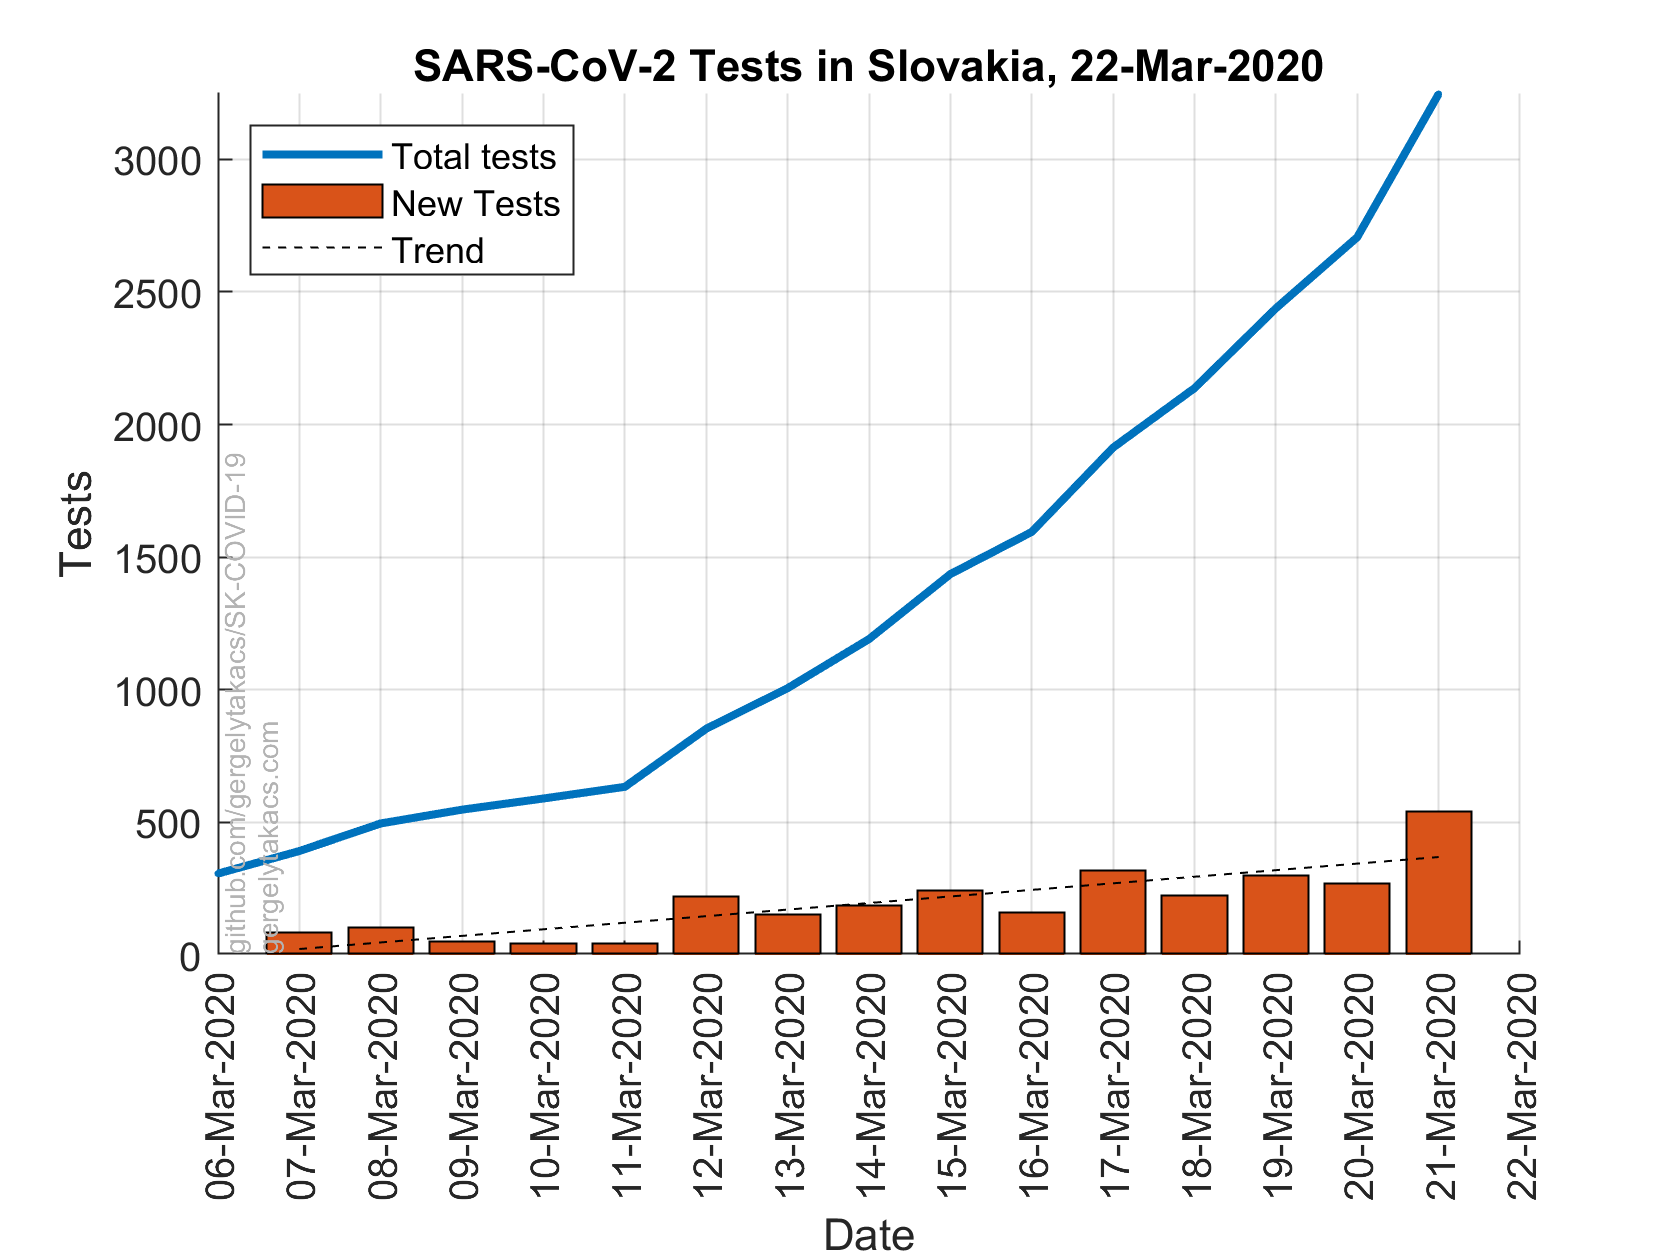 SARS-CoV-2 Tests in Slovakia, 22-Mar-2020
Total tests
New Tests
Trend
3000
2500
2000
1500
1000
500
0
Tests
github.com/gergelytakacs/SK-COVID-19
gergelytakacs.com
06-Mar-2020
07-Mar-2020
08-Mar-2020
09-Mar-2020
10-Mar-2020
11-Mar-2020
12-Mar-2020
13-Mar-2020
14-Mar-2020
15-Mar-2020
16-Mar-2020
17-Mar-2020
18-Mar-2020
19-Mar-2020
20-Mar-2020
21-Mar-2020
22-Mar-2020
Date